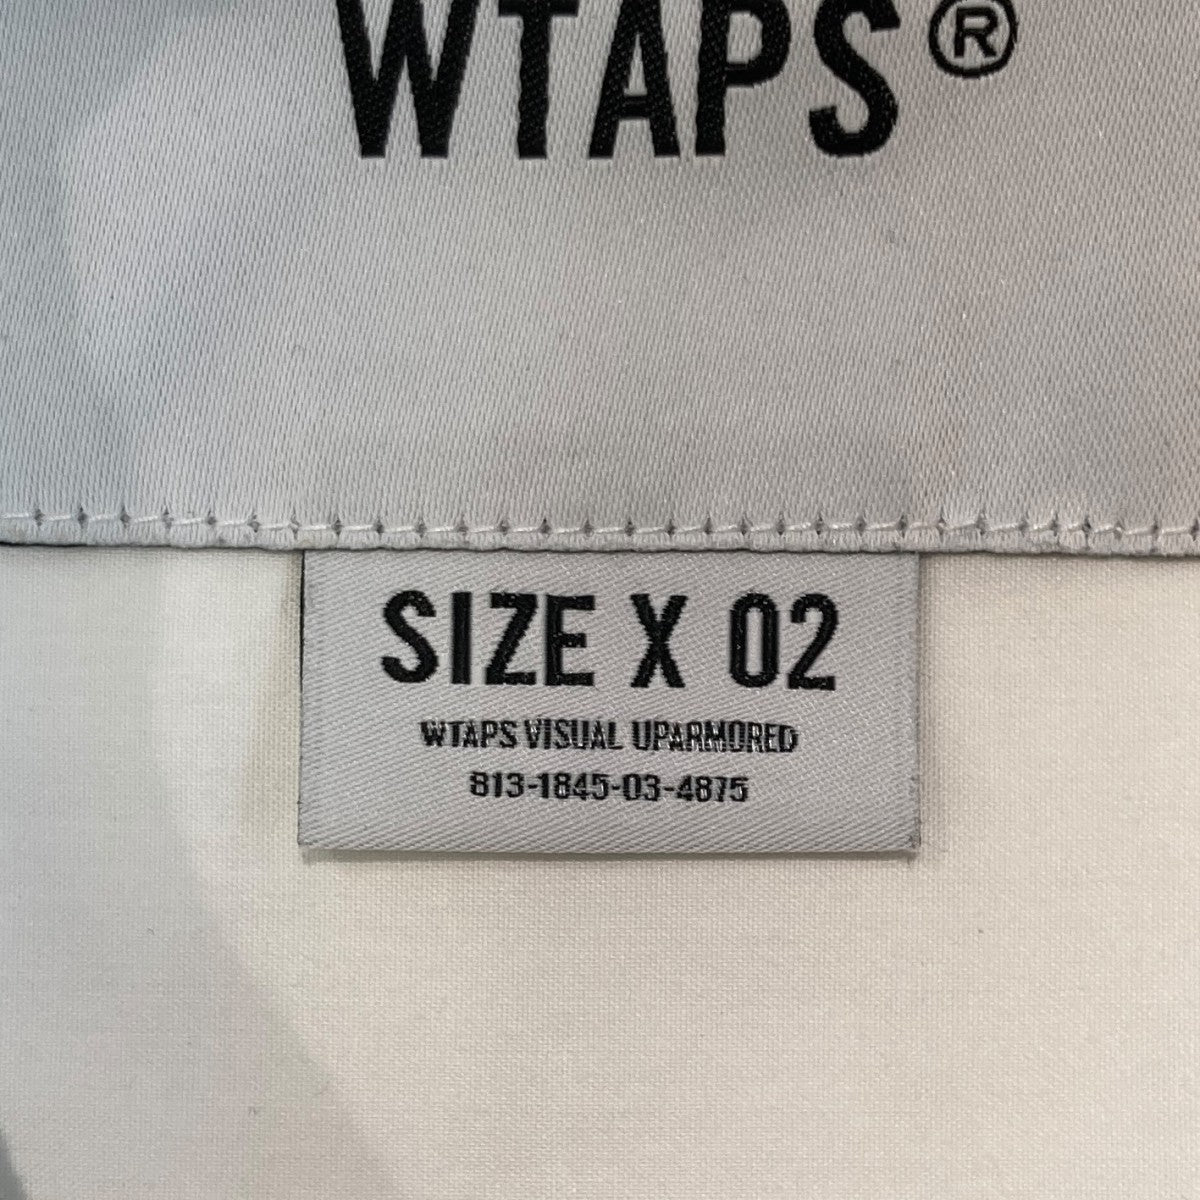 WTAPS®
SIZE X 02
WTAPS VISUAL UPARMORED
813-1845-03-4875